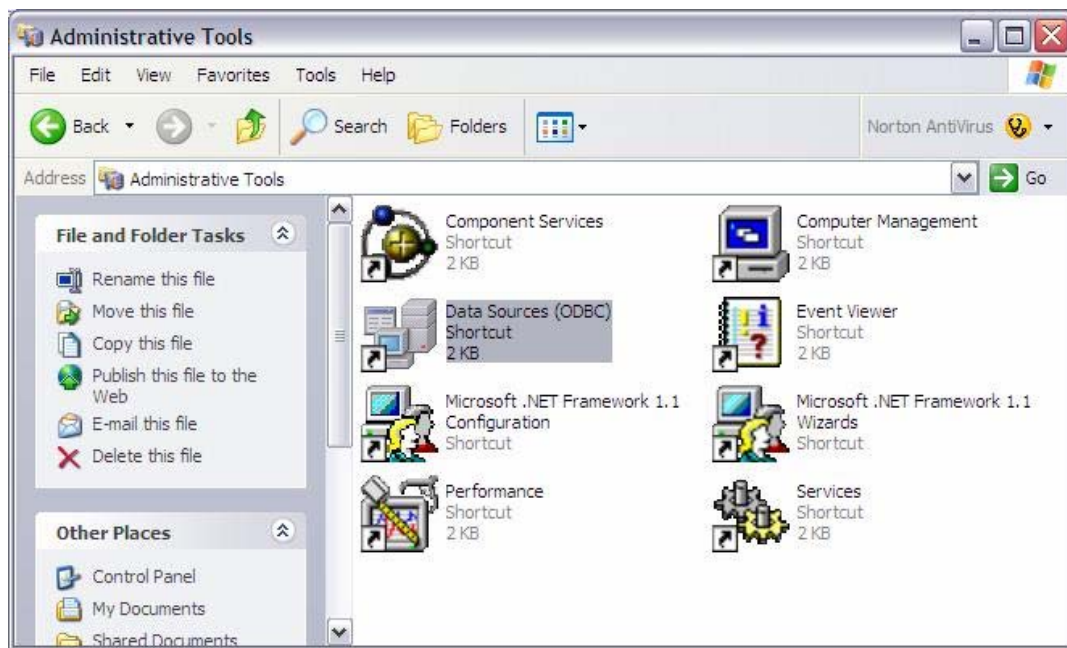 Administrative Tools
File Edit View Favorites Tools Help
Back Search Folders Norton AntiVirus
Address Administrative Tools Go
File and Folder Tasks
Rename this file
Move this file
Copy this file
Publish this file to the
Web
E-mail this file
Delete this file
Other Places
Control Panel
My Documents
Shared Documents
Component Services
Shortcut
2 KB
Computer Management
Shortcut
2 KB
Data Sources (ODBC)
Shortcut
2 KB
Event Viewer
Shortcut
2 KB
Microsoft .NET Framework 1.1
Configuration
Shortcut
Microsoft .NET Framework 1.1
Wizards
Shortcut
Performance
Shortcut
2 KB
Services
Shortcut
2 KB